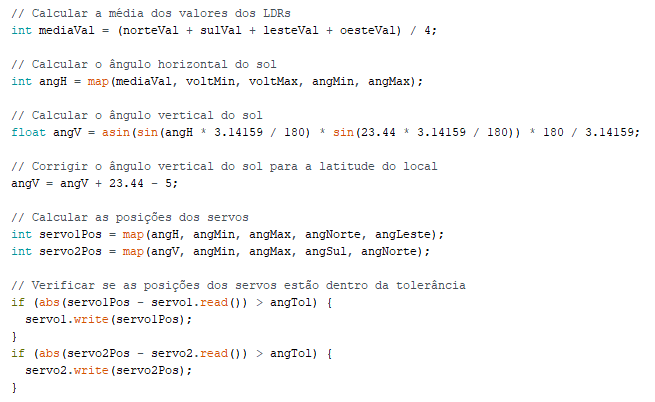 // Calcular a média dos valores dos LDRs
int mediaVal = (norteVal + sulVal + lesteVal + oesteVal) / 4;

// Calcular o ângulo horizontal do sol
int angH = map(mediaVal, voltMin, voltMax, angMin, angMax);

// Calcular o ângulo vertical do sol
float angV = asin(sin(angH * 3.14159 / 180) * sin(23.44 * 3.14159 / 180)) * 180 / 3.14159;

// Corrigir o ângulo vertical do sol para a latitude do local
angV = angV + 23.44 - 5;

// Calcular as posições dos servos
int servo1Pos = map(angH, angMin, angMax, angNorte, angLeste);
int servo2Pos = map(angV, angMin, angMax, angSul, angNorte);

// Verificar se as posições dos servos estão dentro da tolerância
if (abs(servo1Pos - servo1.read()) > angTol) {
  servo1.write(servo1Pos);
}
if (abs(servo2Pos - servo2.read()) > angTol) {
  servo2.write(servo2Pos);
}